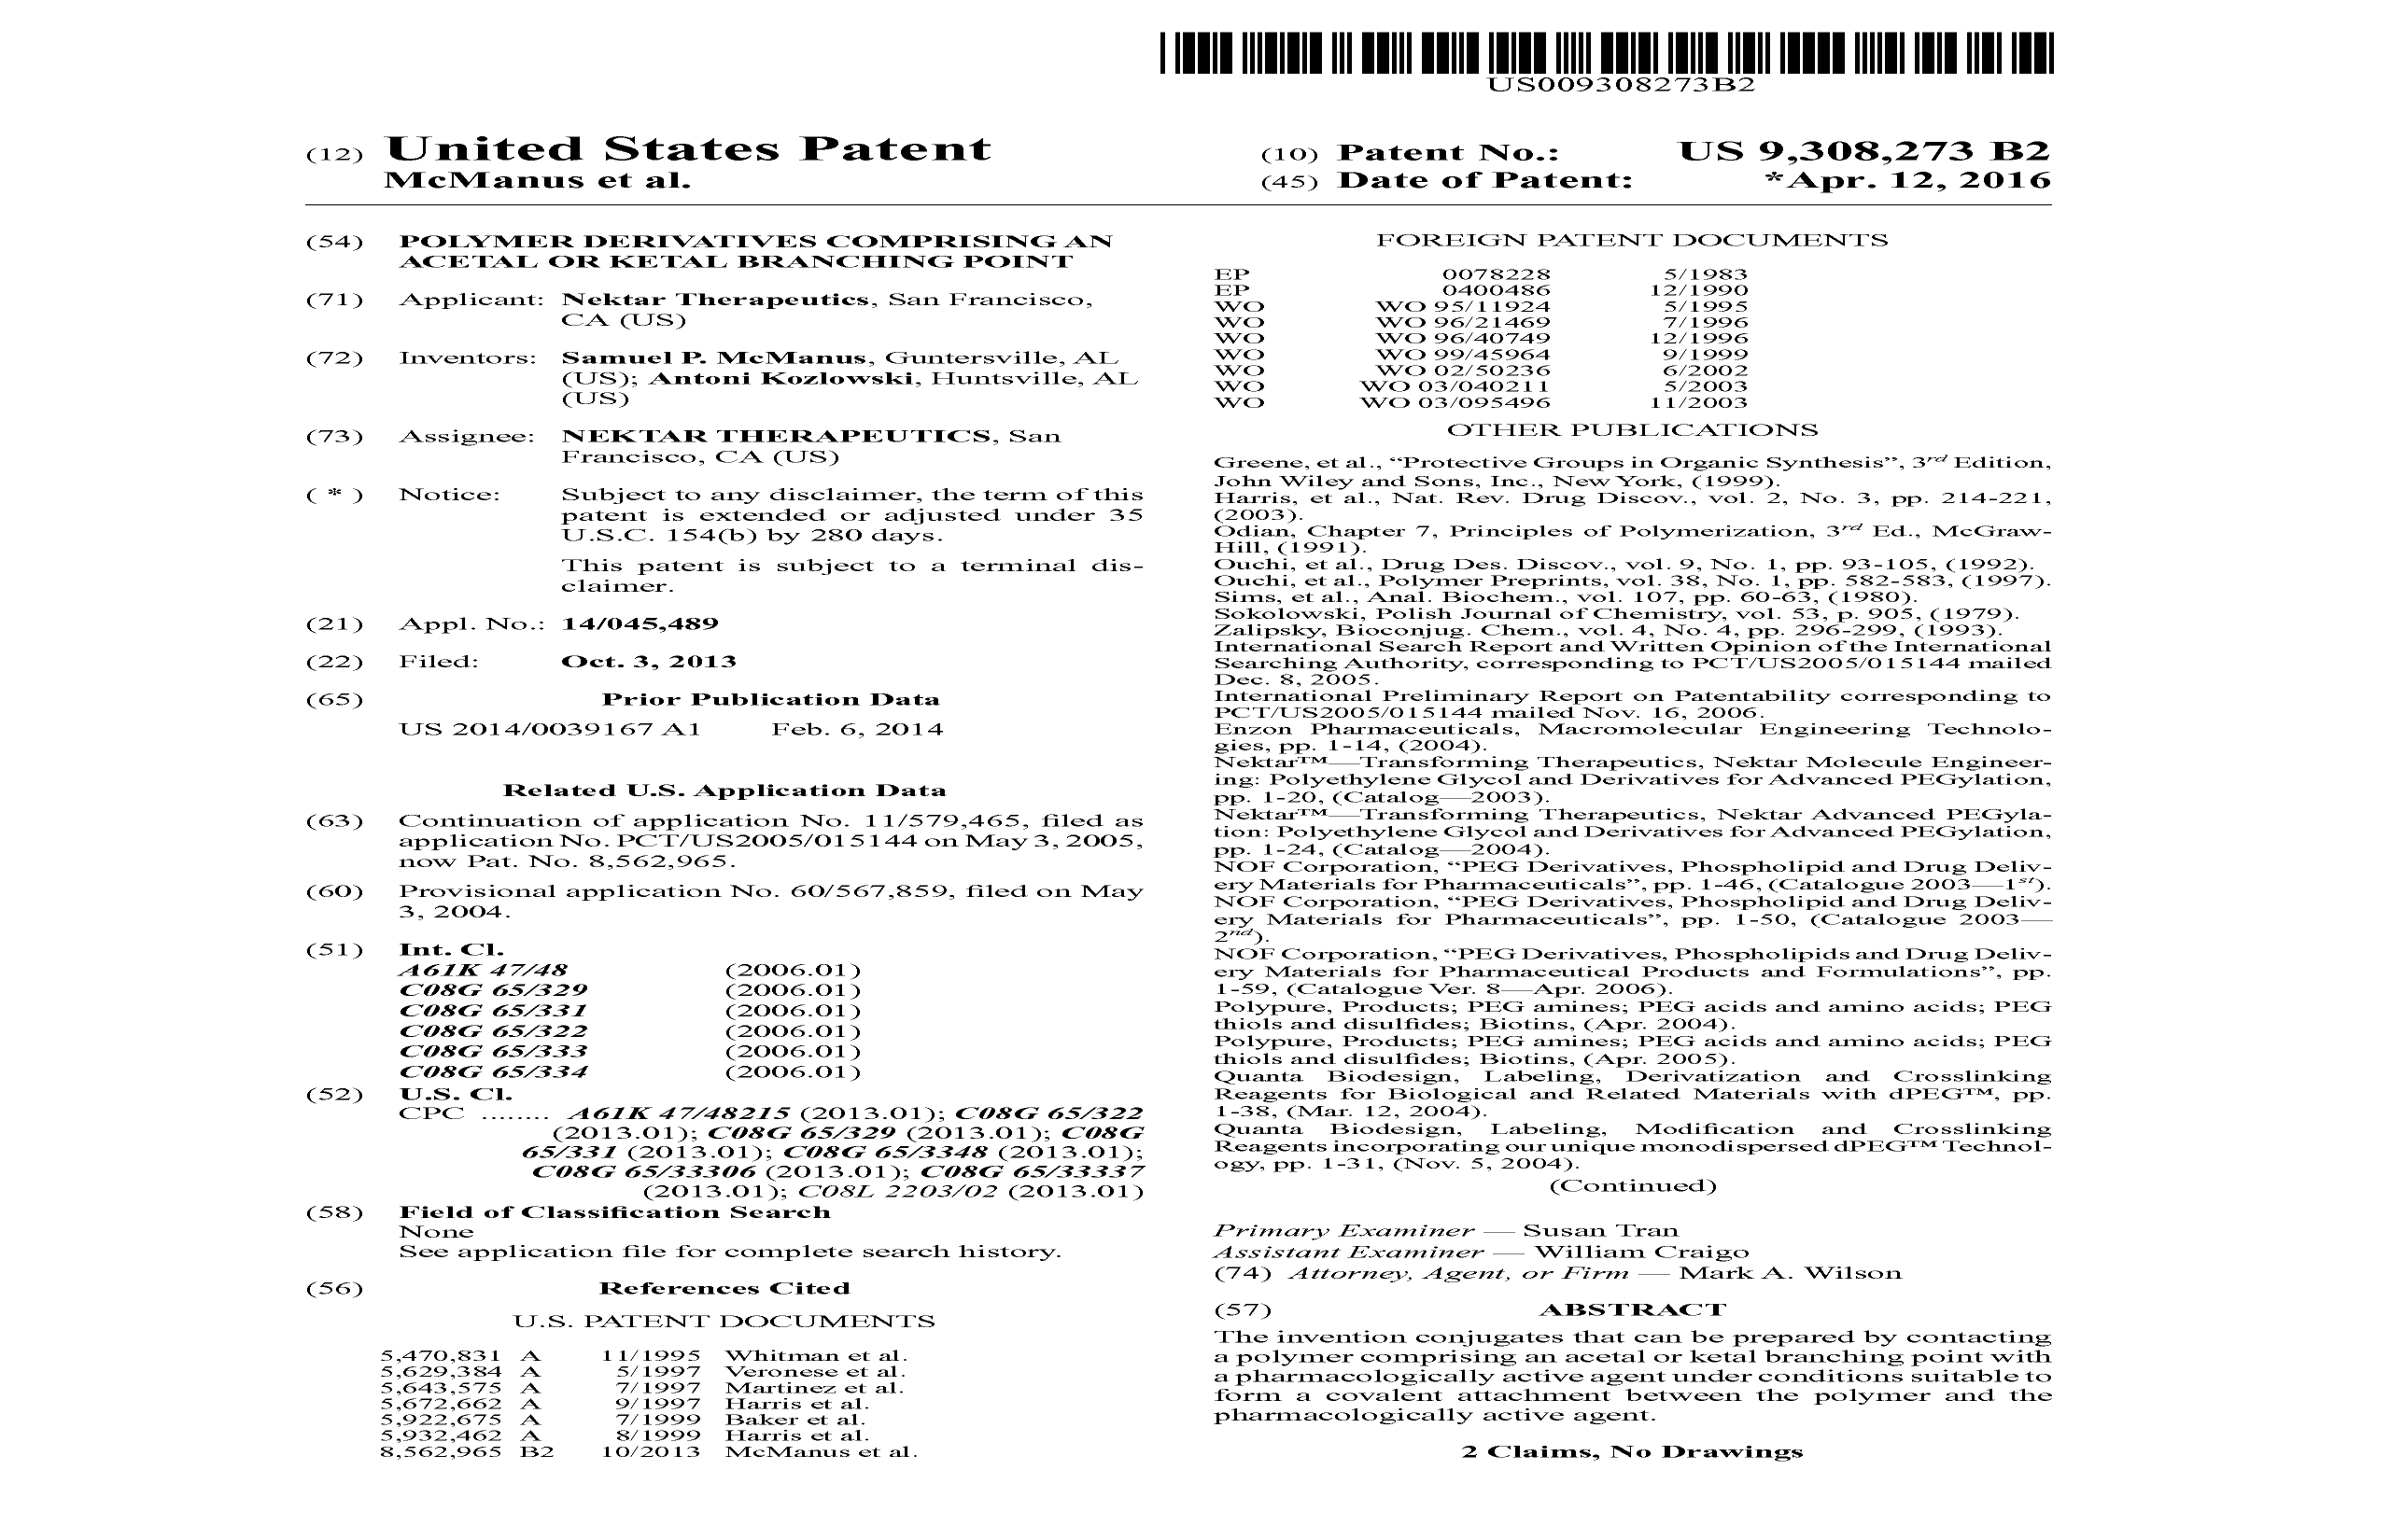 US009308273B2
(12) United States Patent
McManus et al.
(10) Patent No.: US 9,308,273 B2
(45) Date of Patent: *Apr. 12, 2016
(54) POLYMER DERIVATIVES COMPRISING AN
ACETAL OR KETAL BRANCHING POINT
(71) Applicant: Nektar Therapeutics, San Francisco,
CA (US)
(72) Inventors: Samuel P. McManus, Guntersville, AL
(US); Antoni Kozlowski, Huntsville, AL
(US)
(73) Assignee: NEKTAR THERAPEUTICS, San
Francisco, CA (US)
( * ) Notice: Subject to any disclaimer, the term of this
patent is extended or adjusted under 35
U.S.C. 154(b) by 280 days.
This patent is subject to a terminal dis-
claimer.
(21) Appl. No.: 14/045,489
(22) Filed: Oct. 3, 2013
(65) Prior Publication Data
US 2014/0039167 A1 Feb. 6, 2014
Related U.S. Application Data
(63) Continuation of application No. 11/579,465, filed as
application No. PCT/US2005/015144 on May 3, 2005,
now Pat. No. 8,562,965.
(60) Provisional application No. 60/567,859, filed on May
3, 2004.
(51) Int. Cl.
A61K 47/48 (2006.01)
C08G 65/329 (2006.01)
C08G 65/331 (2006.01)
C08G 65/322 (2006.01)
C08G 65/333 (2006.01)
C08G 65/334 (2006.01)
(52) U.S. Cl.
CPC ........ A61K 47/48215 (2013.01); C08G 65/322
(2013.01); C08G 65/329 (2013.01); C08G
65/331 (2013.01); C08G 65/3348 (2013.01);
C08G 65/33306 (2013.01); C08G 65/33337
(2013.01); C08L 2203/02 (2013.01)
(58) Field of Classification Search
None
See application file for complete search history.
(56) References Cited
U.S. PATENT DOCUMENTS
5,470,831 A 11/1995 Whitman et al.
5,629,384 A 5/1997 Veronese et al.
5,643,575 A 7/1997 Martinez et al.
5,672,662 A 9/1997 Harris et al.
5,922,675 A 7/1999 Baker et al.
5,932,462 A 8/1999 Harris et al.
8,562,965 B2 10/2013 McManus et al.
FOREIGN PATENT DOCUMENTS
EP 0078228 5/1983
EP 0400486 12/1990
WO WO 95/11924 5/1995
WO WO 96/21469 7/1996
WO WO 96/40749 12/1996
WO WO 99/45964 9/1999
WO WO 02/50236 6/2002
WO WO 03/040211 5/2003
WO WO 03/095496 11/2003
OTHER PUBLICATIONS
Greene, et al., “Protective Groups in Organic Synthesis”, 3rd Edition,
John Wiley and Sons, Inc., New York, (1999).
Harris, et al., Nat. Rev. Drug Discov., vol. 2, No. 3, pp. 214-221,
(2003).
Odian, Chapter 7, Principles of Polymerization, 3rd Ed., McGraw-
Hill, (1991).
Ouchi, et al., Drug Des. Discov., vol. 9, No. 1, pp. 93-105, (1992).
Ouchi, et al., Polymer Preprints, vol. 38, No. 1, pp. 582-583, (1997).
Sims, et al., Anal. Biochem., vol. 107, pp. 60-63, (1980).
Sokolowski, Polish Journal of Chemistry, vol. 53, p. 905, (1979).
Zalipsky, Bioconjug. Chem., vol. 4, No. 4, pp. 296-299, (1993).
International Search Report and Written Opinion of the International
Searching Authority, corresponding to PCT/US2005/015144 mailed
Dec. 8, 2005.
International Preliminary Report on Patentability corresponding to
PCT/US2005/015144 mailed Nov. 16, 2006.
Enzon Pharmaceuticals, Macromolecular Engineering Technolo-
gies, pp. 1-14, (2004).
Nektar™—Transforming Therapeutics, Nektar Molecule Engineer-
ing: Polyethylene Glycol and Derivatives for Advanced PEGylation,
pp. 1-20, (Catalog—2003).
Nektar™—Transforming Therapeutics, Nektar Advanced PEGyla-
tion: Polyethylene Glycol and Derivatives for Advanced PEGylation,
pp. 1-24, (Catalog—2004).
NOF Corporation, “PEG Derivatives, Phospholipid and Drug Deliv-
ery Materials for Pharmaceuticals”, pp. 1-46, (Catalogue 2003—1st).
NOF Corporation, “PEG Derivatives, Phospholipid and Drug Deliv-
ery Materials for Pharmaceuticals”, pp. 1-50, (Catalogue 2003—
2nd).
NOF Corporation, “PEG Derivatives, Phospholipids and Drug Deliv-
ery Materials for Pharmaceutical Products and Formulations”, pp.
1-59, (Catalogue Ver. 8—Apr. 2006).
Polypure, Products; PEG amines; PEG acids and amino acids; PEG
thiols and disulfides; Biotins, (Apr. 2004).
Polypure, Products; PEG amines; PEG acids and amino acids; PEG
thiols and disulfides; Biotins, (Apr. 2005).
Quanta Biodesign, Labeling, Derivatization and Crosslinking
Reagents for Biological and Related Materials with dPEG™, pp.
1-38, (Mar. 12, 2004).
Quanta Biodesign, Labeling, Modification and Crosslinking
Reagents incorporating our unique monodispersed dPEG™ Technol-
ogy, pp. 1-31, (Nov. 5, 2004).
(Continued)
Primary Examiner — Susan Tran
Assistant Examiner — William Craigo
(74) Attorney, Agent, or Firm — Mark A. Wilson
(57) ABSTRACT
The invention conjugates that can be prepared by contacting
a polymer comprising an acetal or ketal branching point with
a pharmacologically active agent under conditions suitable to
form a covalent attachment between the polymer and the
pharmacologically active agent.
2 Claims, No Drawings